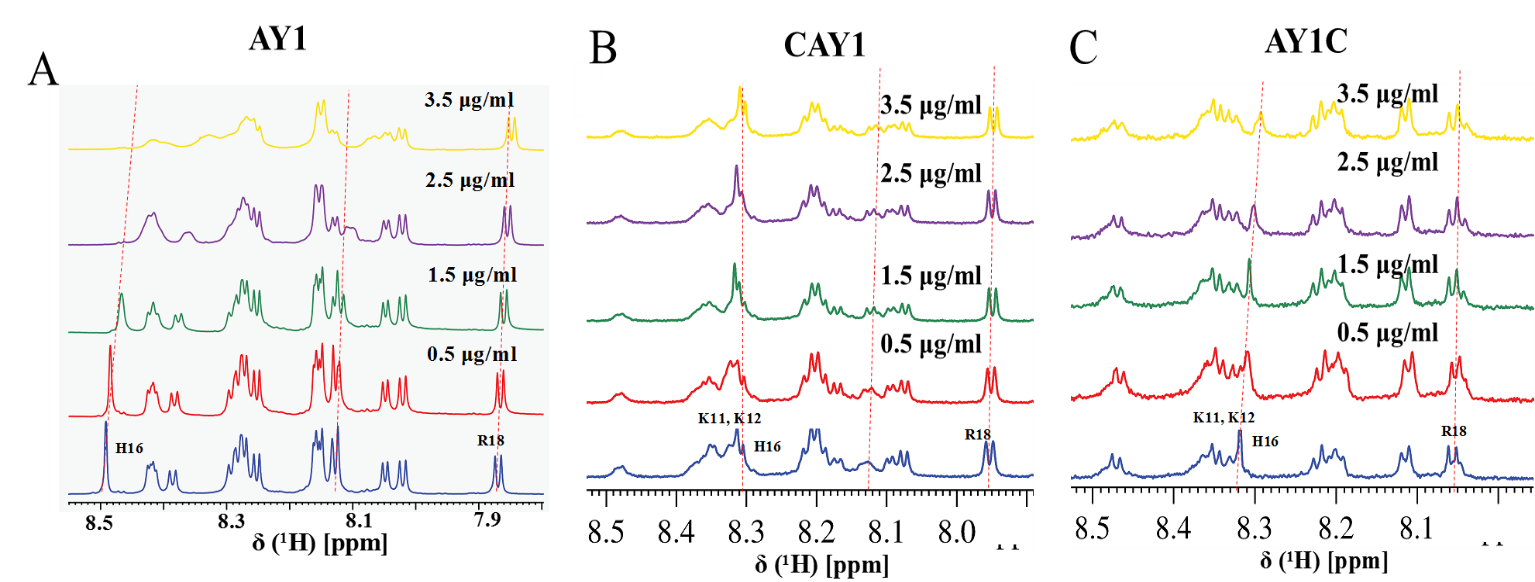 AY1
A
3.5 μg/ml
2.5 μg/ml
1.5 μg/ml
0.5 μg/ml
H16
R18
8.5 8.3 8.1 7.9
δ (¹H) [ppm]
CAY1
B
3.5 μg/ml
2.5 μg/ml
1.5 μg/ml
0.5 μg/ml
K11, K12
H16
R18
8.5 8.4 8.3 8.2 8.1 8.0
δ (¹H) [ppm]
AY1C
C
3.5 μg/ml
2.5 μg/ml
1.5 μg/ml
0.5 μg/ml
K11, K12
H16
R18
8.5 8.4 8.3 8.2 8.1
δ (¹H) [ppm]